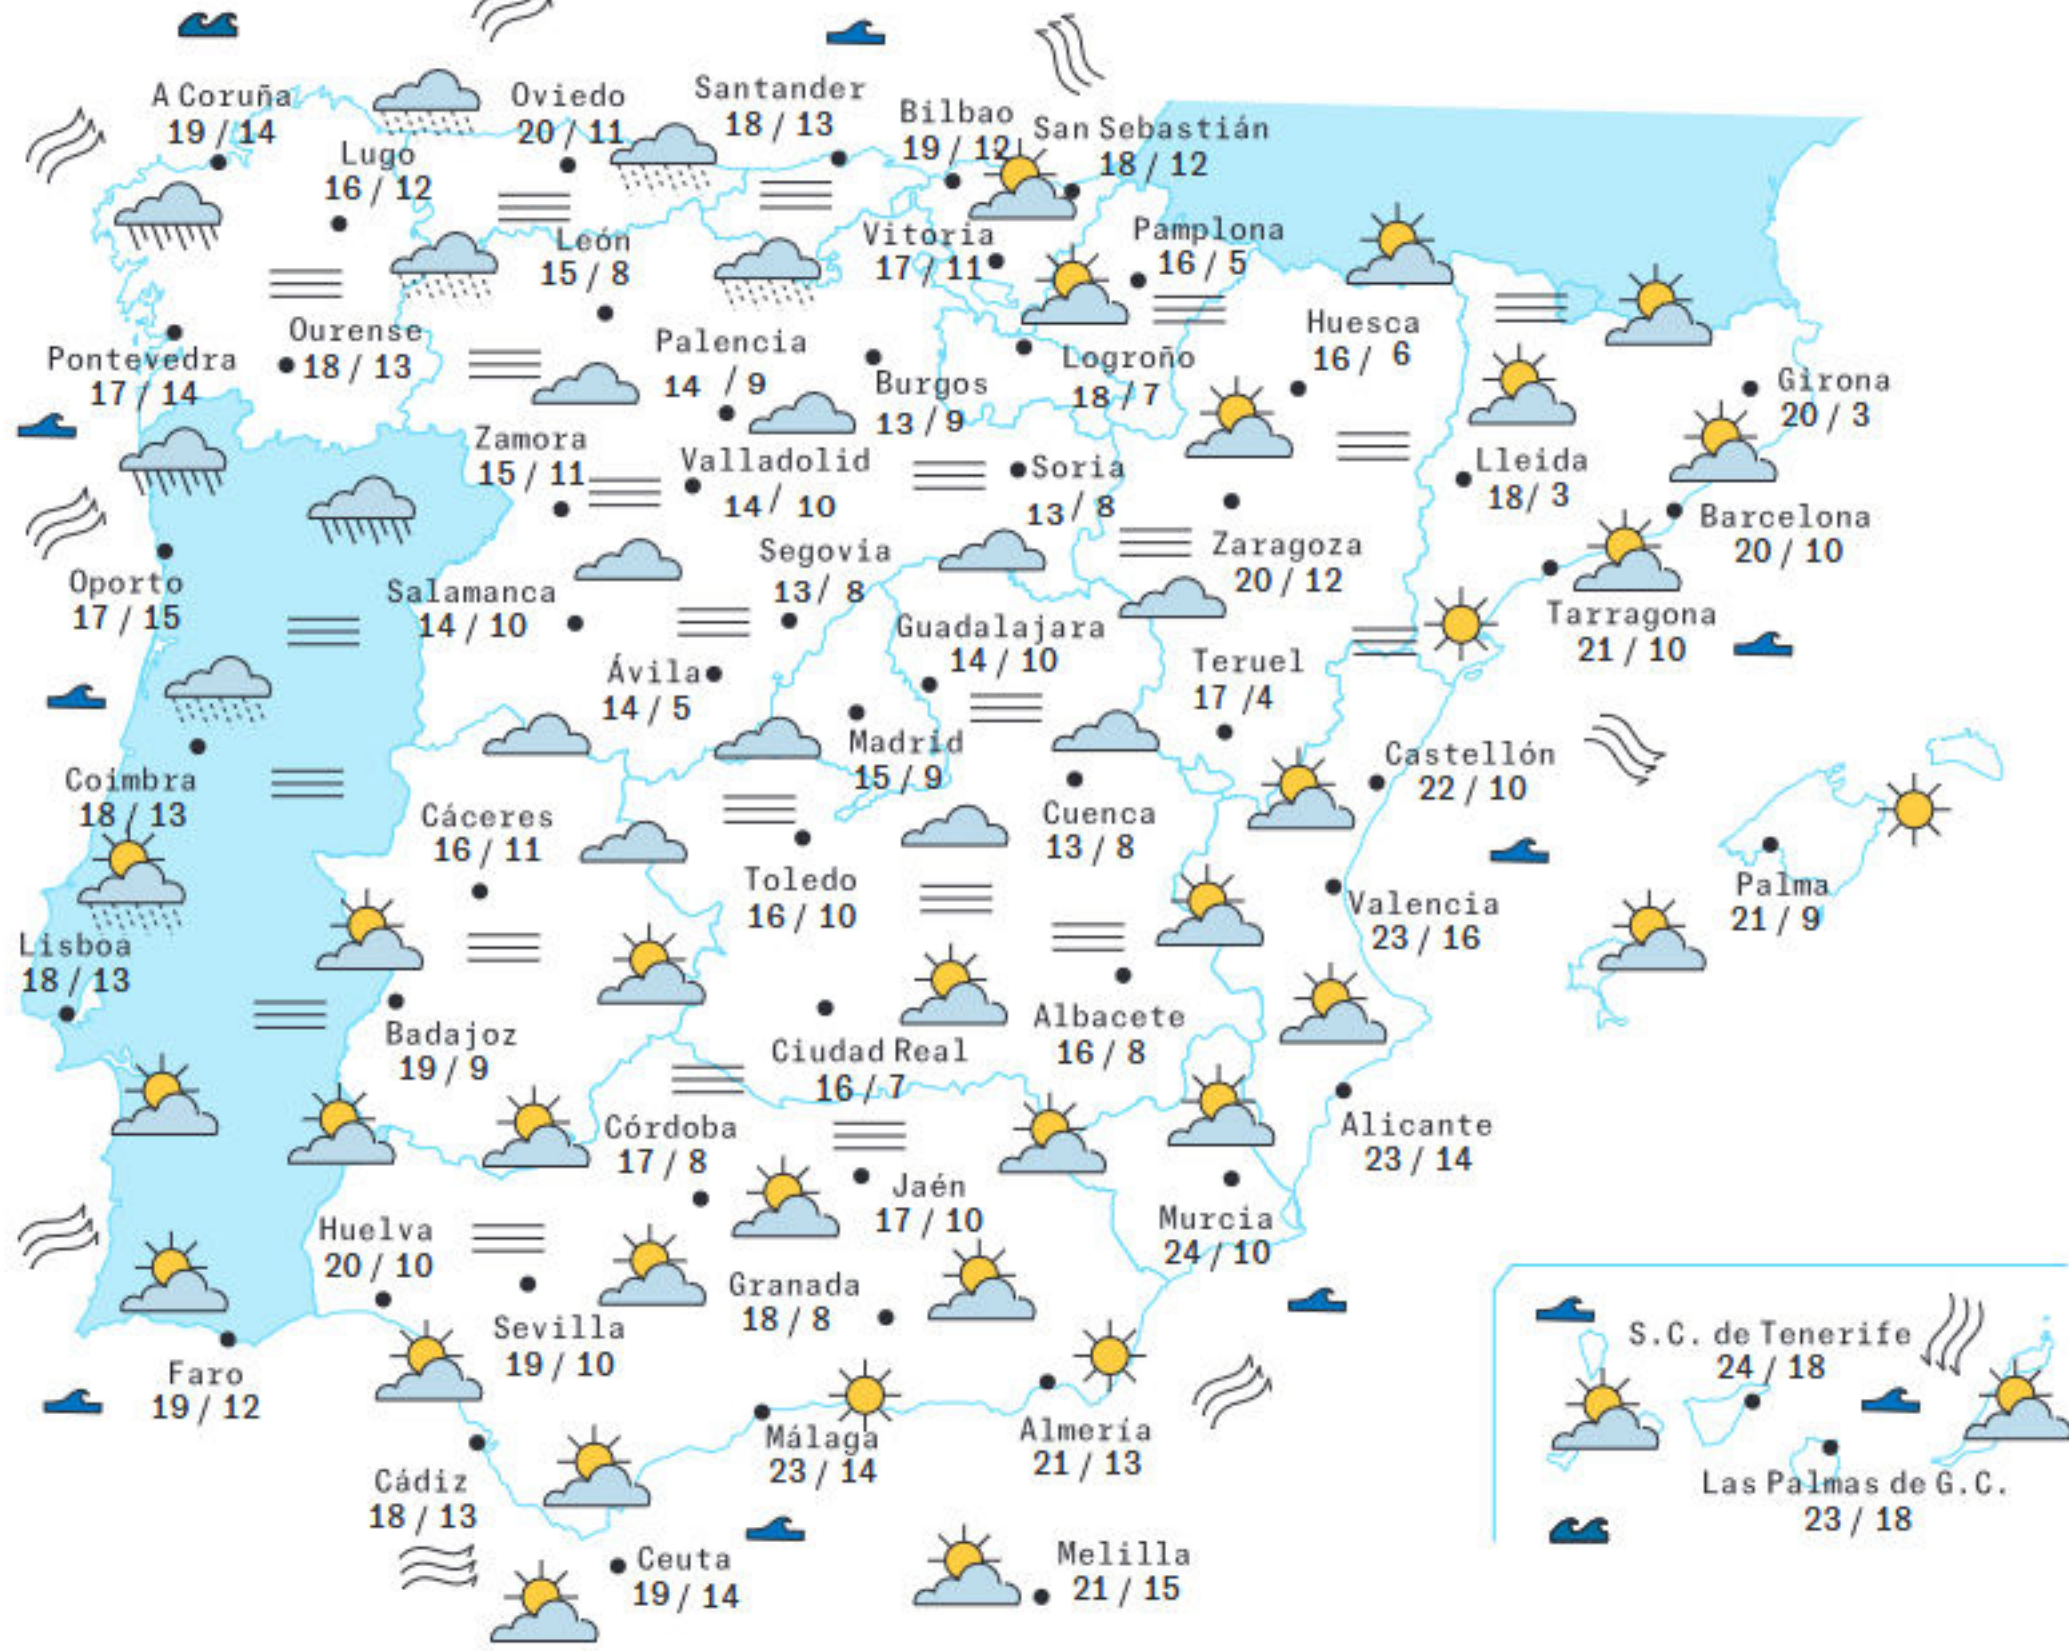 A Coruña
19 / 14
Oviedo
20 / 11
Santander
18 / 13
Bilbao
19 / 12
San Sebastián
18 / 12
Lugo
16 / 12
León
15 / 8
Vitoria
17 / 11
Pamplona
16 / 5
Pontevedra
17 / 14
Ourense
18 / 13
Palencia
14 / 9
Burgos
13 / 9
Logroño
18 / 7
Huesca
16 / 6
Girona
20 / 3
Zamora
15 / 11
Valladolid
14 / 10
Soria
13 / 8
Lleida
18 / 3
Barcelona
20 / 10
Oporto
17 / 15
Salamanca
14 / 10
Segovia
13 / 8
Zaragoza
20 / 12
Tarragona
21 / 10
Guadalajara
14 / 10
Ávila
14 / 5
Teruel
17 /4
Madrid
15 / 9
Castellón
22 / 10
Coimbra
18 / 13
Cáceres
16 / 11
Cuenca
13 / 8
Toledo
16 / 10
Valencia
23 / 16
Palma
21 / 9
Lisboa
18 / 13
Badajoz
19 / 9
Ciudad Real
16 / 7
Albacete
16 / 8
Córdoba
17 / 8
Alicante
23 / 14
Jaén
17 / 10
Huelva
20 / 10
Murcia
24 / 10
Granada
18 / 8
Sevilla
19 / 10
Faro
19 / 12
Málaga
23 / 14
Almería
21 / 13
S.C. de Tenerife
24 / 18
Las Palmas de G.C.
23 / 18
Cádiz
18 / 13
Ceuta
19 / 14
Melilla
21 / 15